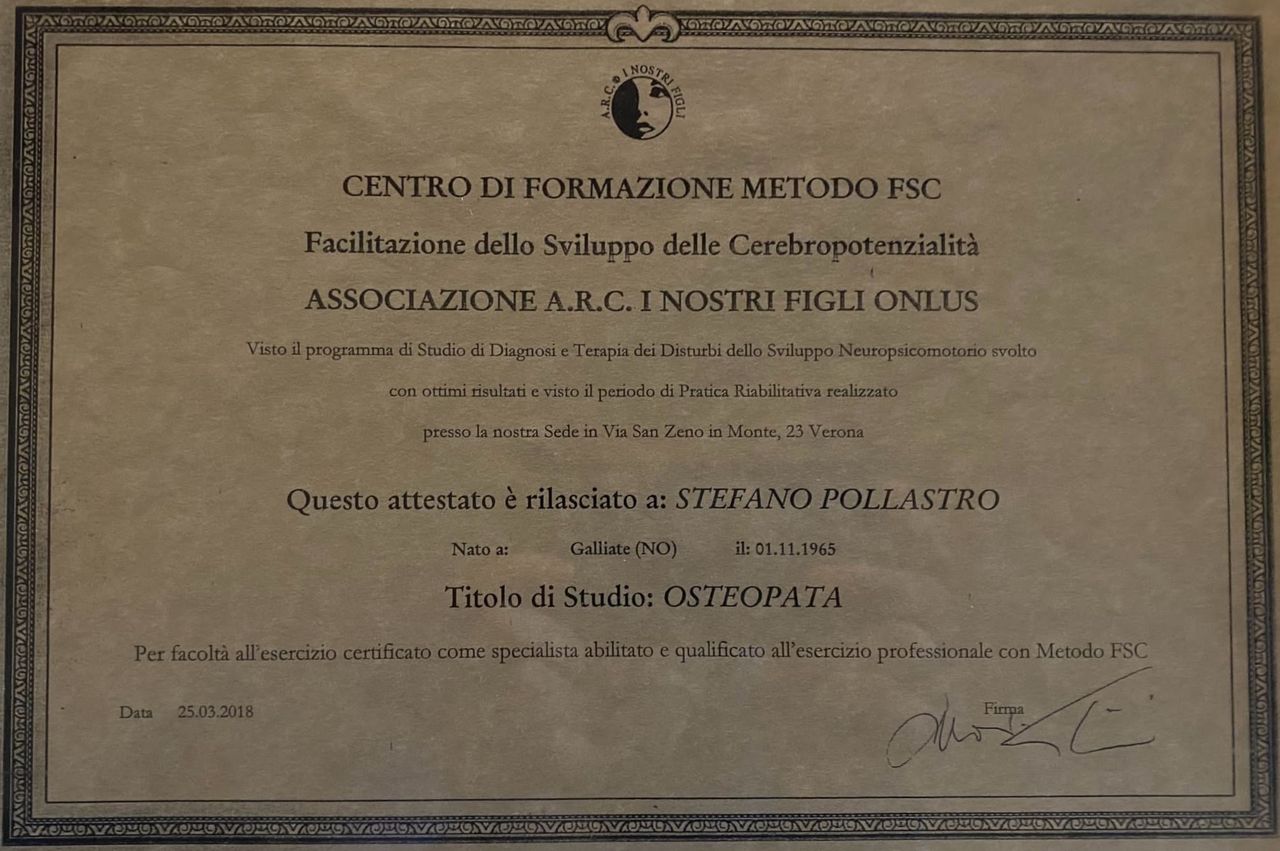 A.R.C. © I NOSTRI FIGLI
CENTRO DI FORMAZIONE METODO FSC
Facilitazione dello Sviluppo delle Cerebropotenzialità
ASSOCIAZIONE A.R.C. I NOSTRI FIGLI ONLUS
Visto il programma di Studio di Diagnosi e Terapia dei Disturbi dello Sviluppo Neuropsicomotorio svolto
con ottimi risultati e visto il periodo di Pratica Riabilitativa realizzato
presso la nostra Sede in Via San Zeno in Monte, 23 Verona
Questo attestato è rilasciato a: STEFANO POLLASTRO
Nato a: Galliate (NO) il: 01.11.1965
Titolo di Studio: OSTEOPATA
Per facoltà all'esercizio certificato come specialista abilitato e qualificato all'esercizio professionale con Metodo FSC
Data 25.03.2018 Firma